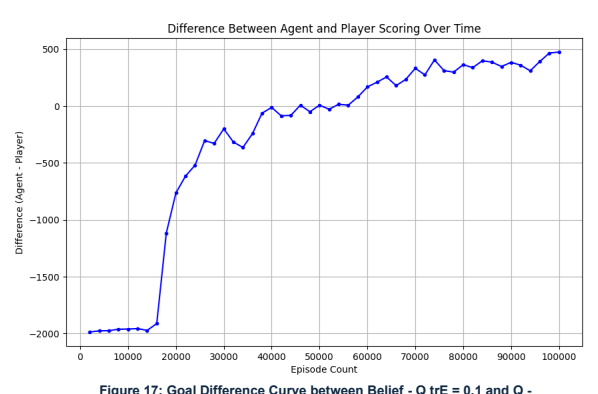 Difference Between Agent and Player Scoring Over Time
500
0
−500
−1000
−1500
−2000
Difference (Agent - Player)
0 10000 20000 30000 40000 50000 60000 70000 80000 90000 100000
Episode Count
Figure 17: Goal Difference Curve between Belief - Q trE = 0.1 and Q -